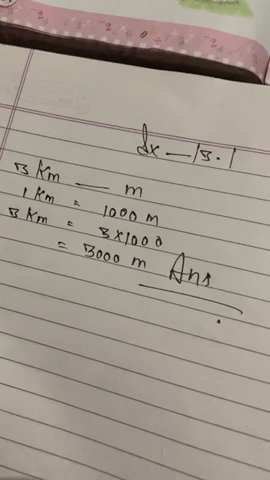 Ex – 13.1
3 Km — m
1 Km = 1000 m
3 Km = 3×1000
= 3000 m Ans